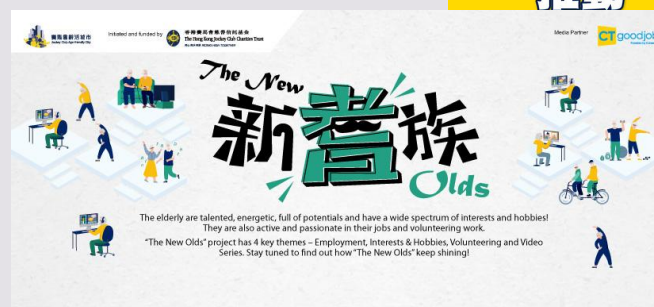 推動
賽馬會齡活城市
Jockey Club Age-friendly City
Initiated and funded by
香港賽馬會慈善信託基金
The Hong Kong Jockey Club Charities Trust
Media Partner
CTgoodjob
The New
新耆族
Olds
The elderly are talented, energetic, full of potentials and have a wide spectrum of interests and hobbies!
They are also active and passionate in their jobs and volunteering work.
"The New Olds" project has 4 key themes – Employment, Interests & Hobbies, Volunteering and Video
Series. Stay tuned to find out how "The New Olds" keep shining!